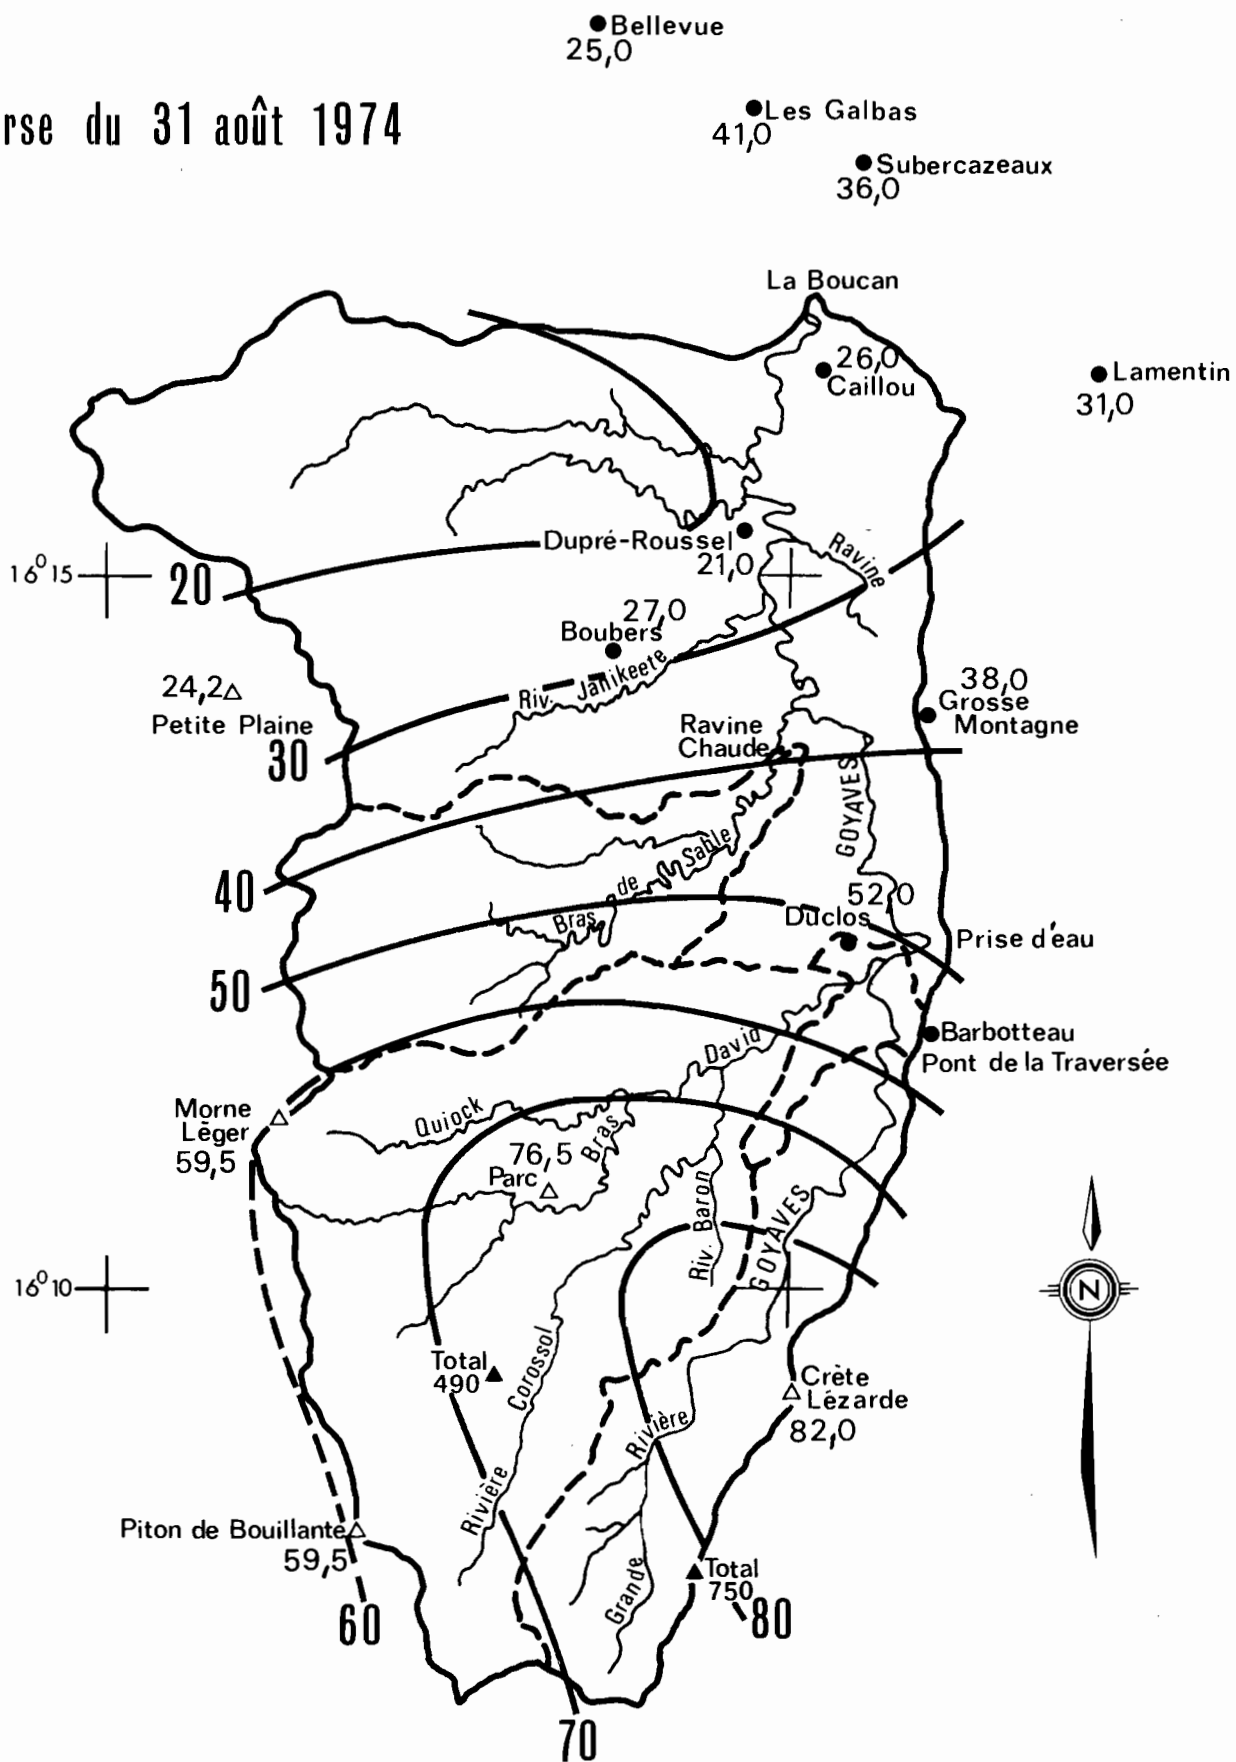 Bellevue
25,0
rse du 31 août 1974
Les Galbas
41,0
Subercazeaux
36,0
La Boucan
26,0
Caillou
Lamentin
31,0
Dupré-Roussel
21,0
Ravine
16° 15
20
27,0
Boubers
Riv. Janikeete
24,2
Petite Plaine
30
38,0
Grosse
Montagne
Ravine
Chaude
GOYAVES
40
Bras de Sable
52,0
Duclos
Prise d'eau
50
Barbotteau
Pont de la Traversée
David
Morne
Lèger
59,5
Quiock
Bras
76,5
Parc
Riv. Baron
GOYAVES
16° 10
N
Total
490
Corossol
Crète
Lézarde
82,0
Rivière
Rivière
Piton de Bouillante
59,5
Total
750
Grande
60
80
70